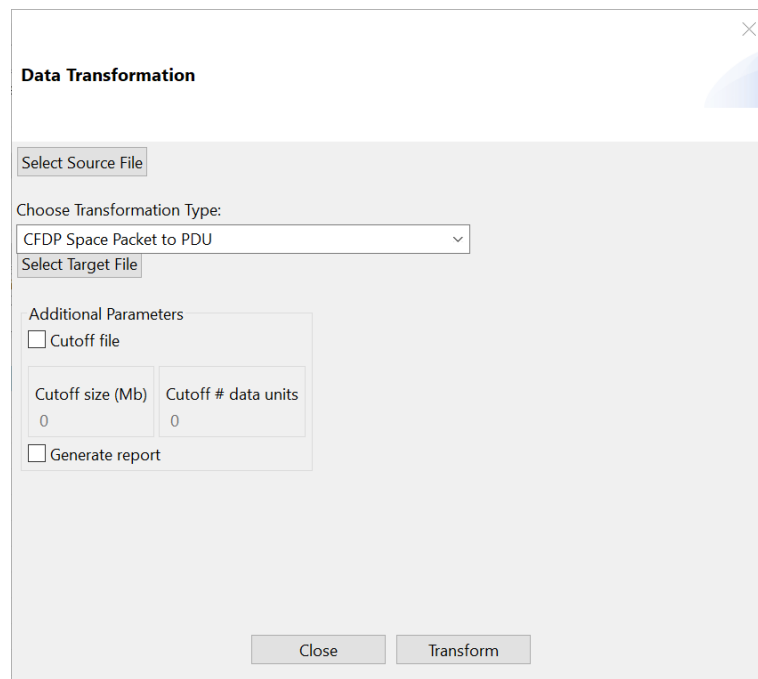 Data Transformation
Select Source File
Choose Transformation Type:
CFDP Space Packet to PDU
Select Target File
Additional Parameters
Cutoff file
Cutoff size (Mb) Cutoff # data units
0 0
Generate report
Close Transform